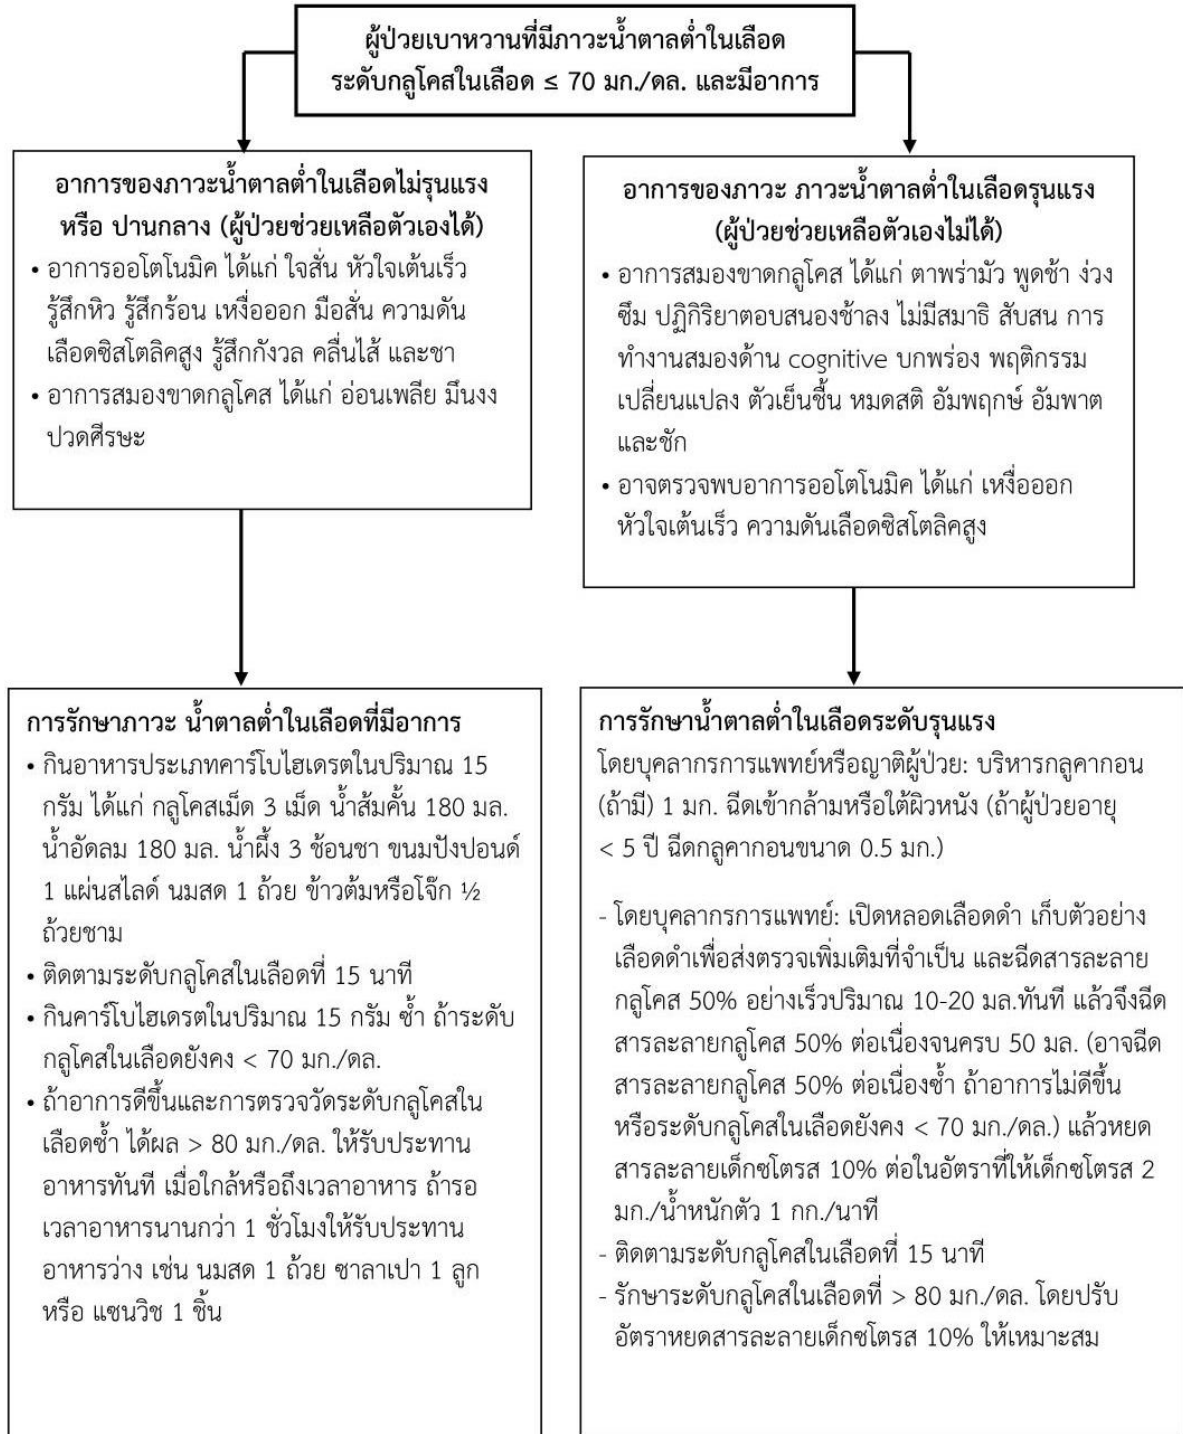 ผู้ป่วยเบาหวานที่มีภาวะน้ำตาลต่ำในเลือด
ระดับกลูโคสในเลือด ≤ 70 มก./ดล. และมีอาการ
อาการของภาวะน้ำตาลต่ำในเลือดไม่รุนแรง
หรือ ปานกลาง (ผู้ป่วยช่วยเหลือตัวเองได้)
• อาการออโตโนมิค ได้แก่ ใจสั่น หัวใจเต้นเร็ว
รู้สึกหิว รู้สึกร้อน เหงื่อออก มือสั่น ความดัน
เลือดซิสโตลิคสูง รู้สึกกังวล คลื่นไส้ และชา
• อาการสมองขาดกลูโคส ได้แก่ อ่อนเพลีย มึนงง
ปวดศีรษะ
อาการของภาวะ ภาวะน้ำตาลต่ำในเลือดรุนแรง
(ผู้ป่วยช่วยเหลือตัวเองไม่ได้)
• อาการสมองขาดกลูโคส ได้แก่ ตาพร่ามัว พูดช้า ง่วง
ซึม ปฏิกิริยาตอบสนองช้าลง ไม่มีสมาธิ สับสน การ
ทำงานสมองด้าน cognitive บกพร่อง พฤติกรรม
เปลี่ยนแปลง ตัวเย็นชื้น หมดสติ อัมพฤกษ์ อัมพาต
และชัก
• อาจตรวจพบอาการออโตโนมิค ได้แก่ เหงื่อออก
หัวใจเต้นเร็ว ความดันเลือดซิสโตลิคสูง
การรักษาภาวะ น้ำตาลต่ำในเลือดที่มีอาการ
• กินอาหารประเภทคาร์โบไฮเดรตในปริมาณ 15
กรัม ได้แก่ กลูโคสเม็ด 3 เม็ด น้ำส้มคั้น 180 มล.
น้ำอัดลม 180 มล. น้ำผึ้ง 3 ช้อนชา ขนมปังปอนด์
1 แผ่นสไลด์ นมสด 1 ถ้วย ข้าวต้มหรือโจ๊ก ½
ถ้วยชาม
• ติดตามระดับกลูโคสในเลือดที่ 15 นาที
• กินคาร์โบไฮเดรตในปริมาณ 15 กรัม ซ้ำ ถ้าระดับ
กลูโคสในเลือดยังคง < 70 มก./ดล.
• ถ้าอาการดีขึ้นและการตรวจวัดระดับกลูโคสใน
เลือดซ้ำ ได้ผล > 80 มก./ดล. ให้รับประทาน
อาหารทันที เมื่อใกล้หรือถึงเวลาอาหาร ถ้ารอ
เวลาอาหารนานกว่า 1 ชั่วโมงให้รับประทาน
อาหารว่าง เช่น นมสด 1 ถ้วย ซาลาเปา 1 ลูก
หรือ แซนวิช 1 ชิ้น
การรักษาน้ำตาลต่ำในเลือดระดับรุนแรง
โดยบุคลากรการแพทย์หรือญาติผู้ป่วย: บริหารกลูคากอน
(ถ้ามี) 1 มก. ฉีดเข้ากล้ามหรือใต้ผิวหนัง (ถ้าผู้ป่วยอายุ
< 5 ปี ฉีดกลูคากอนขนาด 0.5 มก.)
- โดยบุคลากรการแพทย์: เปิดหลอดเลือดดำ เก็บตัวอย่าง
เลือดดำเพื่อส่งตรวจเพิ่มเติมที่จำเป็น และฉีดสารละลาย
กลูโคส 50% อย่างเร็วปริมาณ 10-20 มล.ทันที แล้วจึงฉีด
สารละลายกลูโคส 50% ต่อเนื่องจนครบ 50 มล. (อาจฉีด
สารละลายกลูโคส 50% ต่อเนื่องซ้ำ ถ้าอาการไม่ดีขึ้น
หรือระดับกลูโคสในเลือดยังคง < 70 มก./ดล.) แล้วหยด
สารละลายเด็กซโตรส 10% ต่อในอัตราที่ให้เด็กซโตรส 2
มก./น้ำหนักตัว 1 กก./นาที
- ติดตามระดับกลูโคสในเลือดที่ 15 นาที
- รักษาระดับกลูโคสในเลือดที่ > 80 มก./ดล. โดยปรับ
อัตราหยดสารละลายเด็กซโตรส 10% ให้เหมาะสม